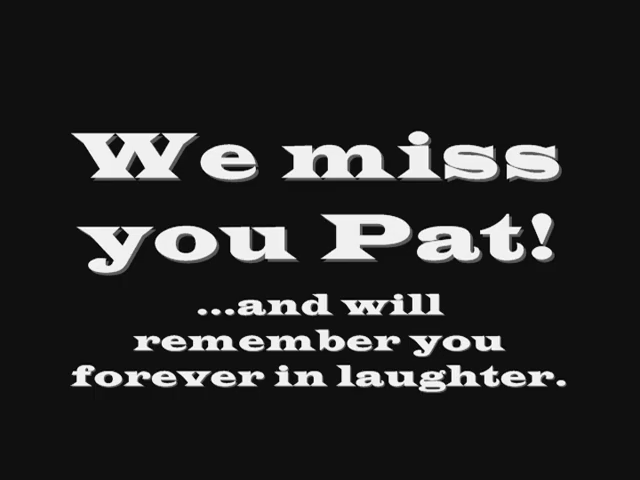 We miss
you Pat!
...and will
remember you
forever in laughter.